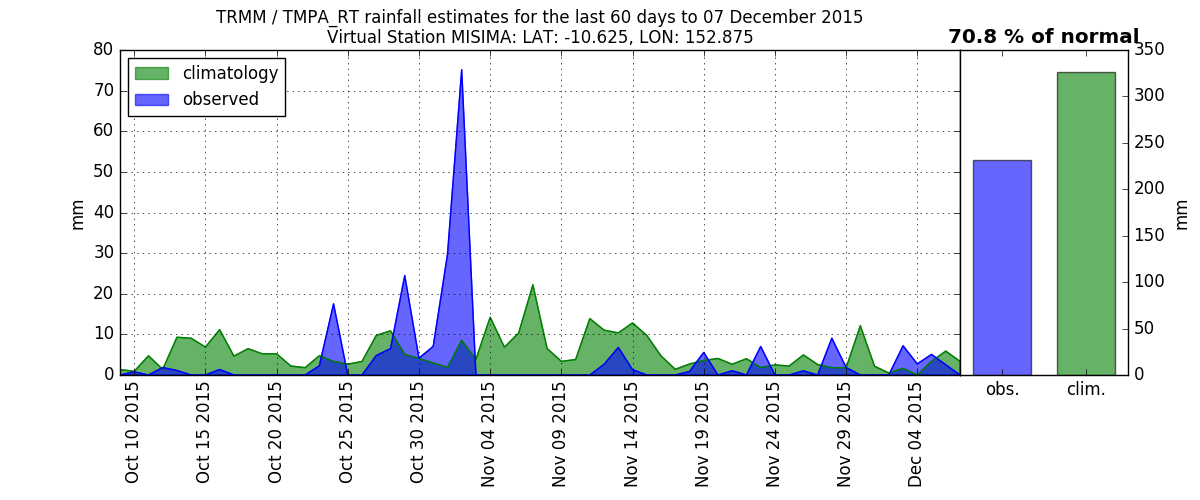 TRMM / TMPA_RT rainfall estimates for the last 60 days to 07 December 2015
Virtual Station MISIMA: LAT: -10.625, LON: 152.875
70.8 % of normal
climatology
observed
mm
80
70
60
50
40
30
20
10
0
Oct 10 2015
Oct 15 2015
Oct 20 2015
Oct 25 2015
Oct 30 2015
Nov 04 2015
Nov 09 2015
Nov 14 2015
Nov 19 2015
Nov 24 2015
Nov 29 2015
Dec 04 2015
obs.
clim.
350
300
250
200
150
100
50
0
mm